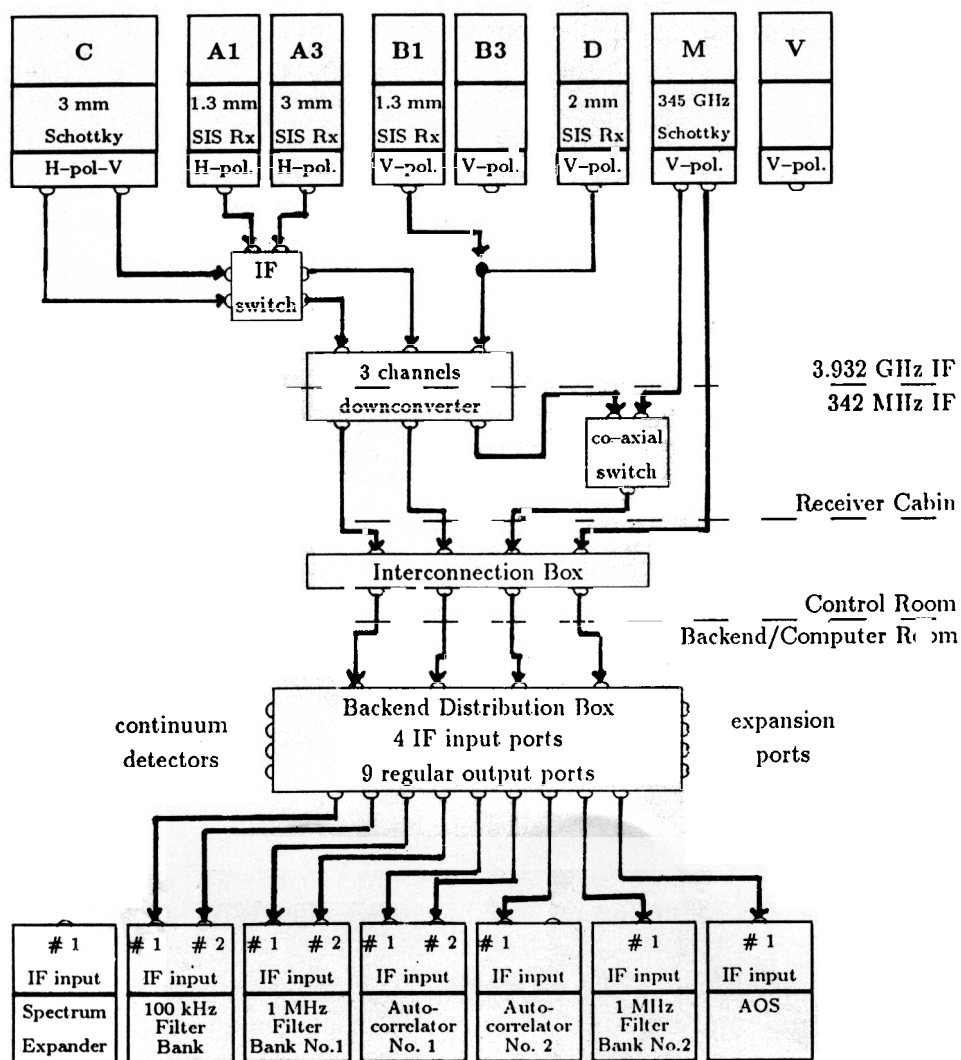 C A1 A3 B1 B3 D M V
3 mm 1.3 mm 3 mm 1.3 mm 2 mm 345 GHz
Schottky SIS Rx SIS Rx SIS Rx SIS Rx Schottky
H-pol-V H-pol. H-pol. V-pol. V-pol. V-pol. V-pol. V-pol.
IF
switch
3 channels
downconverter
3.932 GHz IF
342 MHz IF
co-axial
switch
Receiver Cabin
Interconnection Box
Control Room
Backend/Computer Room
continuum
detectors
Backend Distribution Box
4 IF input ports
9 regular output ports
expansion
ports
# 1 # 1 # 2 # 1 # 2 # 1 # 2 # 1 # 1 # 1
IF input IF input IF input IF input IF input IF input IF input
Spectrum
Expander
100 kHz
Filter
Bank
1 MHz
Filter
Bank No.1
Auto-
correlator
No. 1
Auto-
correlator
No. 2
1 MHz
Filter
Bank No.2
AOS